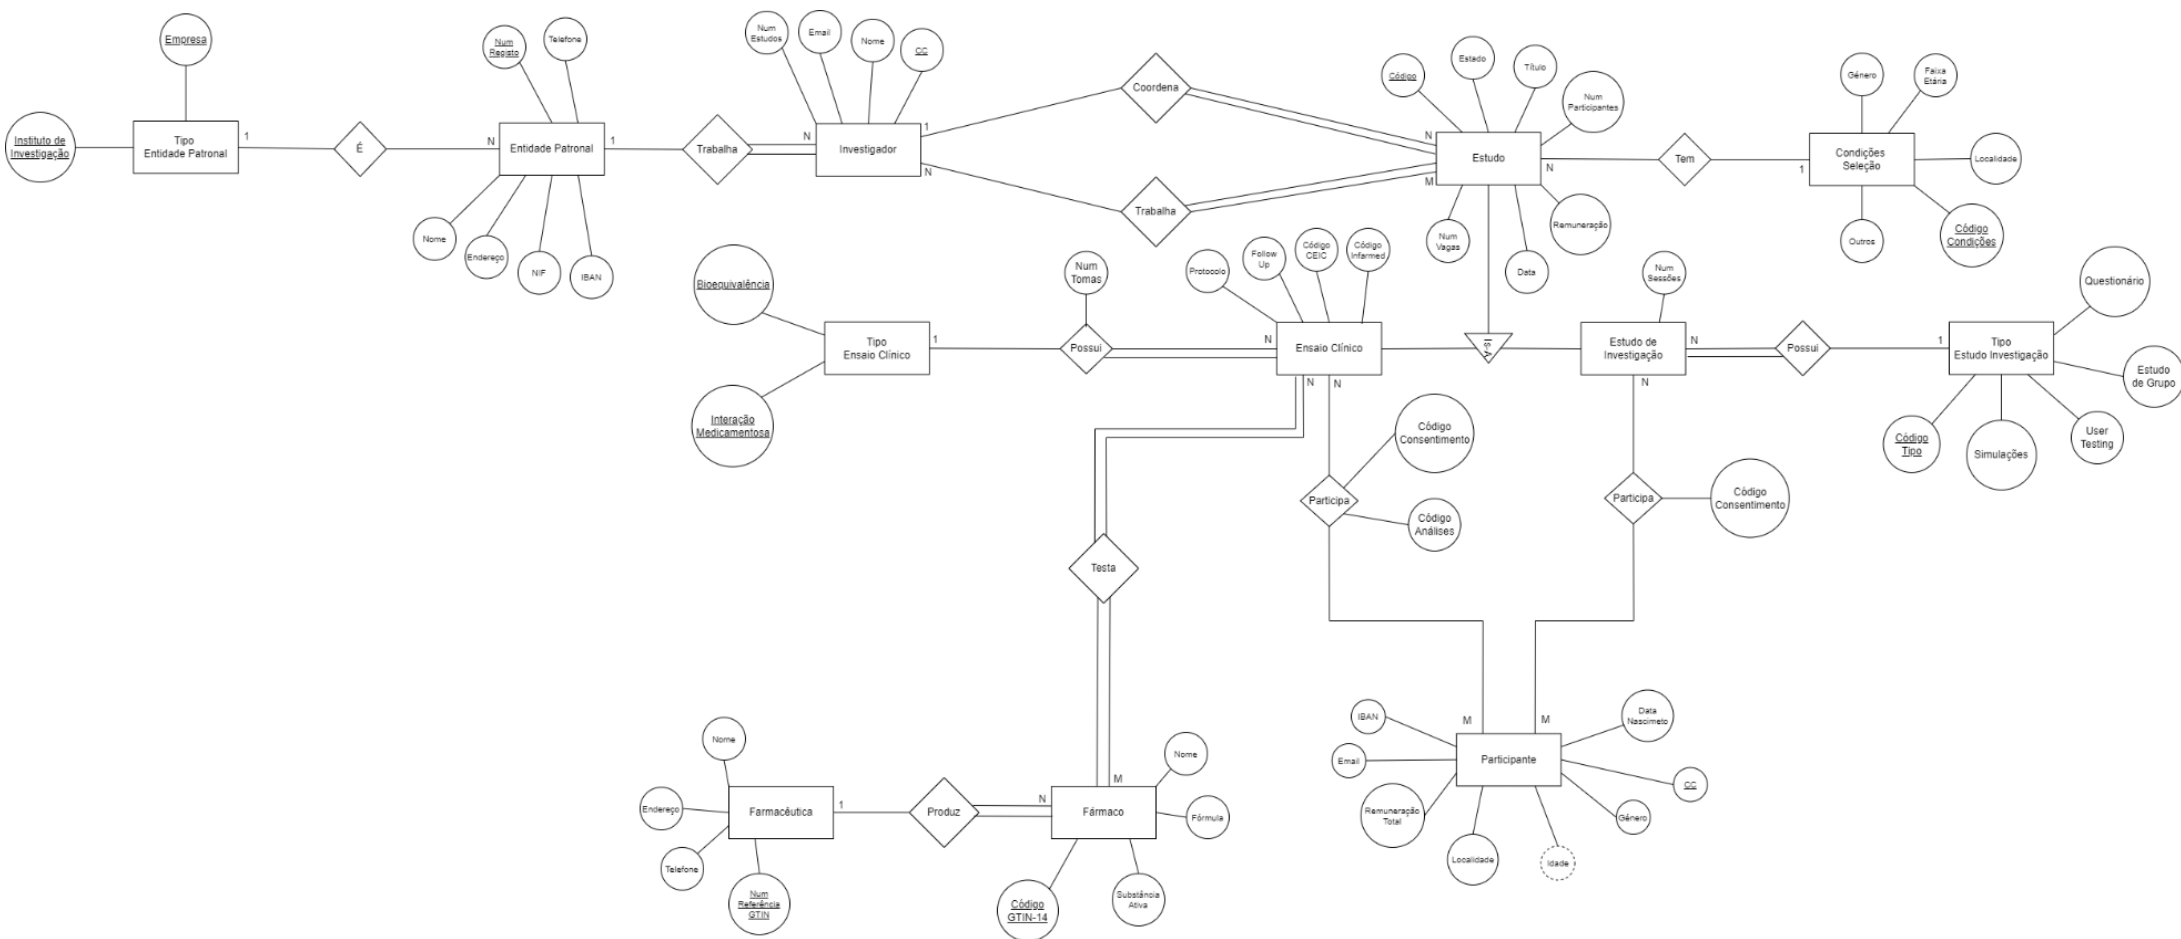 Empresa
Instituto de
Investigação
Tipo
Entidade Patronal
1
É
N
Num
Registo
Telefone
Entidade Patronal
1
Nome
Endereço
NIF
IBAN
Trabalha
N
Num
Estudos
Email
Nome
CC
Investigador
1
N
Coordena
Trabalha
N
M
Código
Estado
Título
Num
Participantes
Estudo
N
Num
Vagas
Data
Remuneração
Tem
1
Género
Faixa
Etária
Localidade
Condições
Seleção
Outros
Código
Condições
Bioequivalência
Interação
Medicamentosa
Tipo
Ensaio Clínico
1
Num
Tomas
Possui
N
Protocolo
Follow
Up
Código
CEIC
Código
Infarmed
Ensaio Clínico
N
N
Is-A
Num
Sessões
Estudo de
Investigação
N
N
Possui
1
Tipo
Estudo Investigação
Questionário
Estudo
de Grupo
User
Testing
Simulações
Código
Tipo
Código
Consentimento
Participa
Código
Análises
Participa
Código
Consentimento
Testa
M
M
M
Nome
Endereço
Telefone
Num
Referência
GTIN
Farmacêutica
1
Produz
N
Fármaco
Nome
Fórmula
Substância
Ativa
Código
GTIN-14
IBAN
Email
Remuneração
Total
Localidade
Idade
Género
CC
Data
Nascimeto
Participante